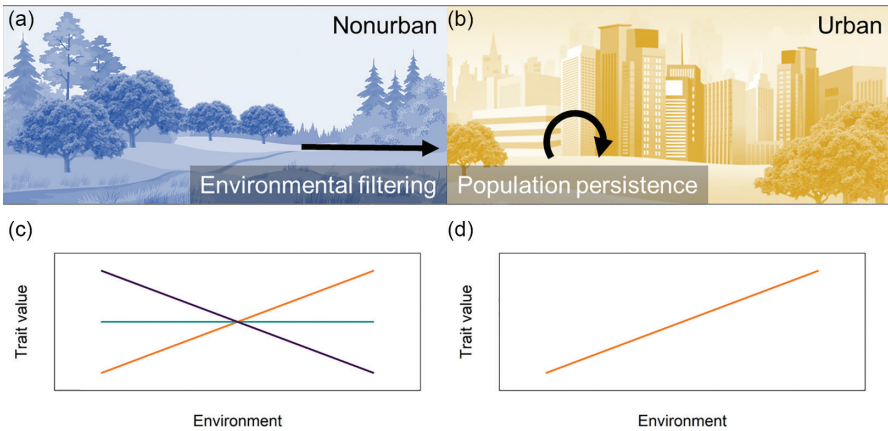 (a)
Nonurban
(b)
Urban
Environmental filtering
Population persistence
(c)
(d)
Trait value
Trait value
Environment
Environment